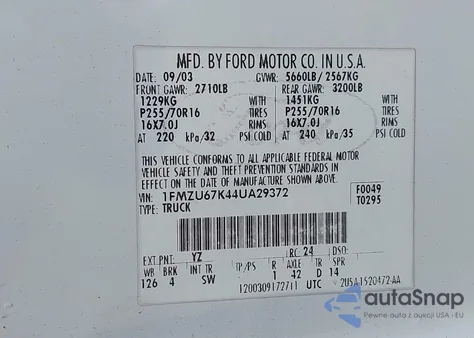 MFD. BY FORD MOTOR CO. IN U.S.A.
DATE: 09/03 GVWR: 5660LB/2567KG
FRONT GAWR: 2710LB REAR GAWR: 3200LB
1229KG WITH 1451KG WITH
P255/70R16 TIRES P255/70R16 TIRES
16X7.0J RIMS 16X7.0J RIMS
AT 220 kPa/32 PSI COLD AT 240 kPa/35 PSI COLD
THIS VEHICLE CONFORMS TO ALL APPLICABLE FEDERAL MOTOR
VEHICLE SAFETY AND THEFT PREVENTION STANDARDS IN
EFFECT ON THE DATE OF MANUFACTURE SHOWN ABOVE.
VIN: 1FMZU67K44UA29372 F0049
TYPE: TRUCK T0295
EXT.PNT: YZ RC: 24 DSO:
WB BRK INT TR TP/PS R AXLE TR SPR
126 4 SW 1 42 D 14
1200309172711 UTC
autaSnap
Pewne auta z aukcji USA i EU